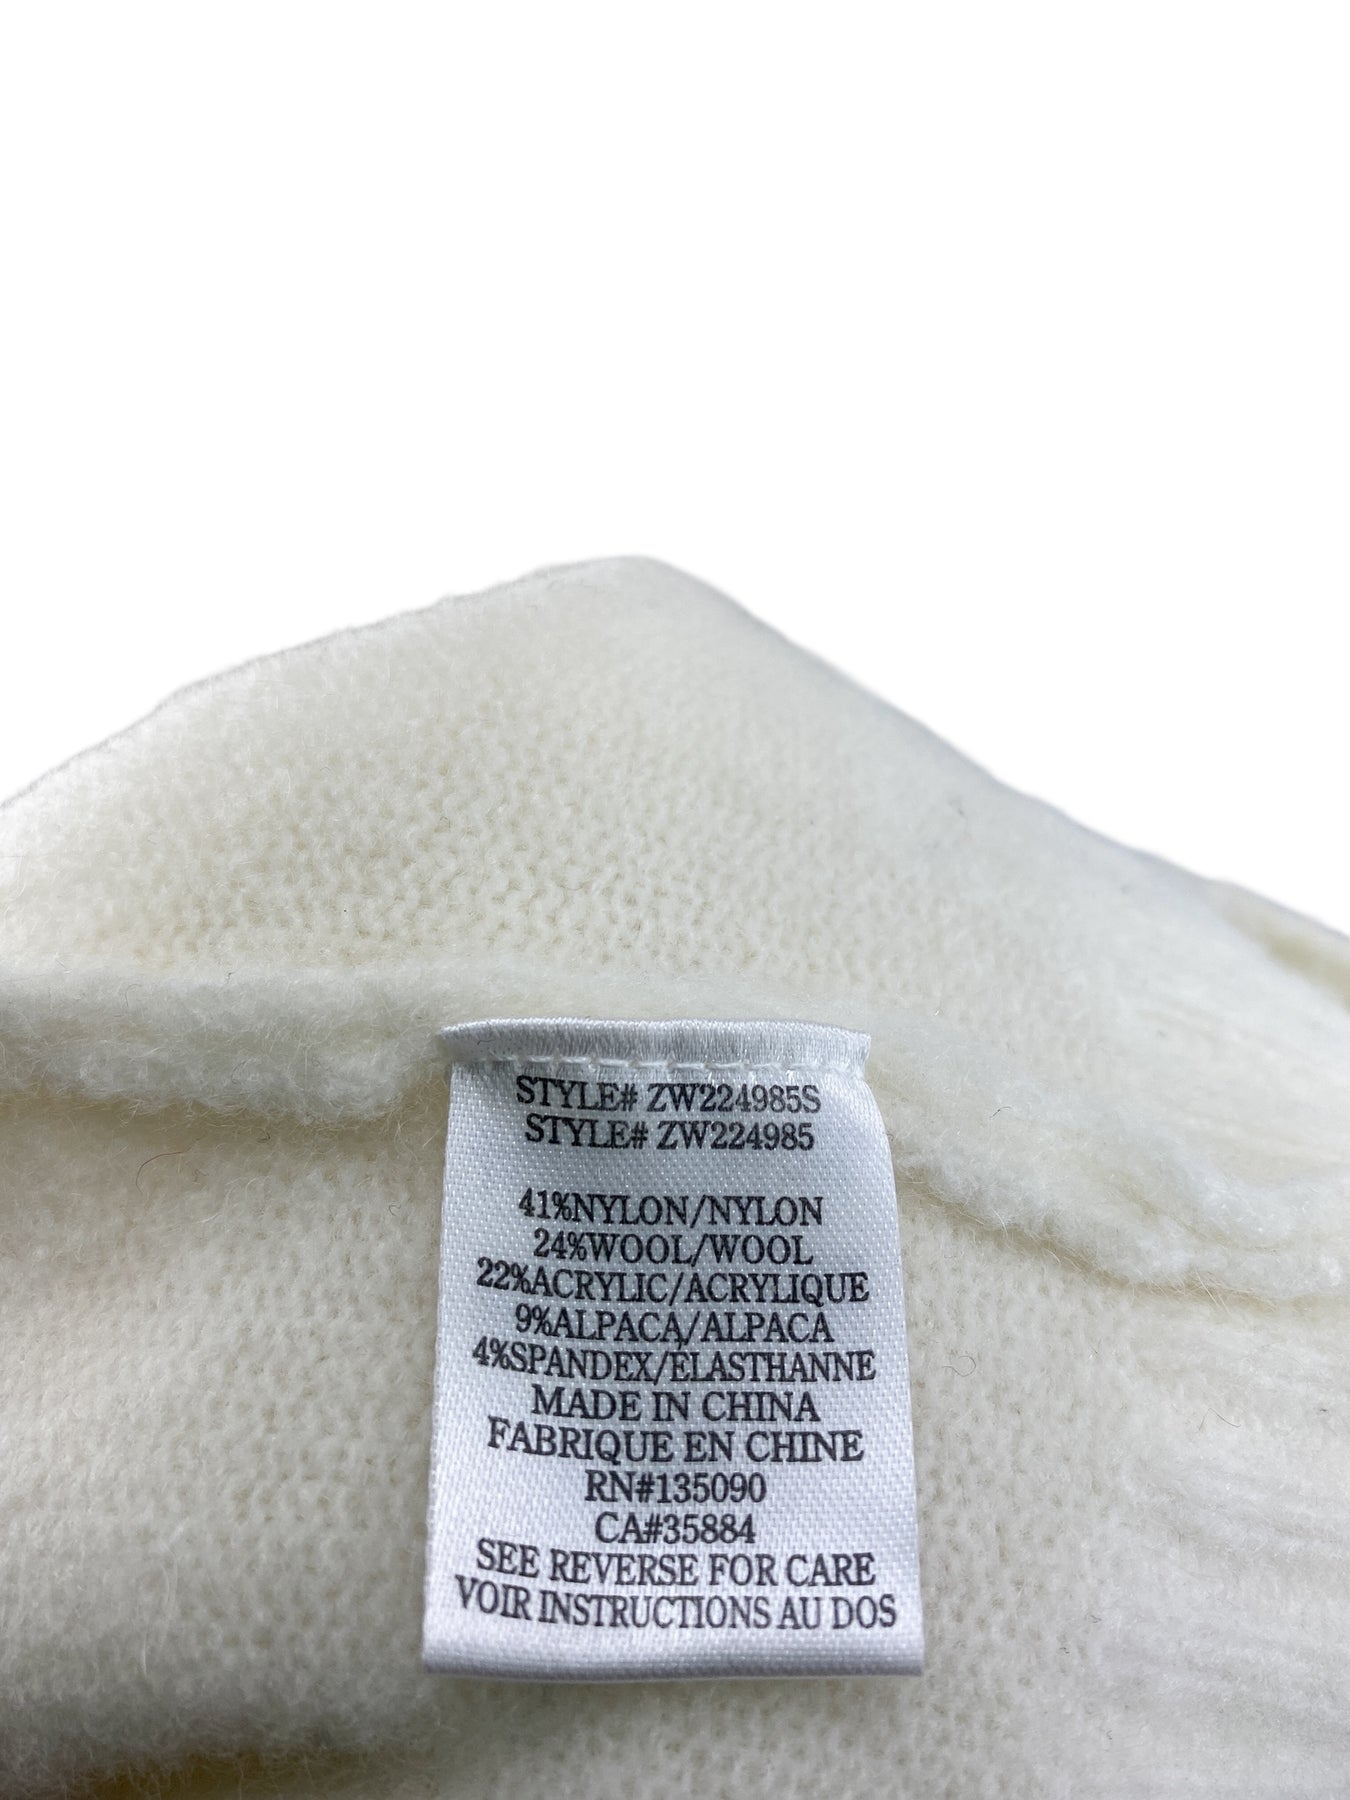 STYLE# ZW224985S
STYLE# ZW224985
41%NYLON/NYLON
24%WOOL/WOOL
22%ACRYLIC/ACRYLIQUE
9%ALPACA/ALPACA
4%SPANDEX/ÉLASTHANNE
MADE IN CHINA
FABRIQUE EN CHINE
RN#135090
CA#35884
SEE REVERSE FOR CARE
VOIR INSTRUCTIONS AU DOS